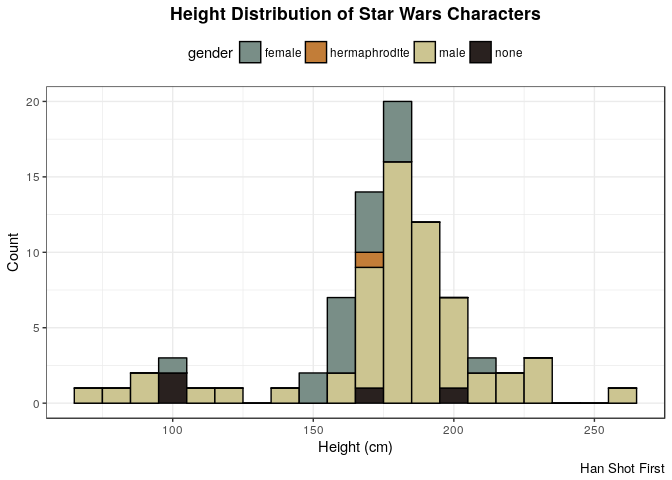 Height Distribution of Star Wars Characters
gender female hermaphrodite male none
20
15
10
5
0
Count
100 150 200 250
Height (cm)
Han Shot First